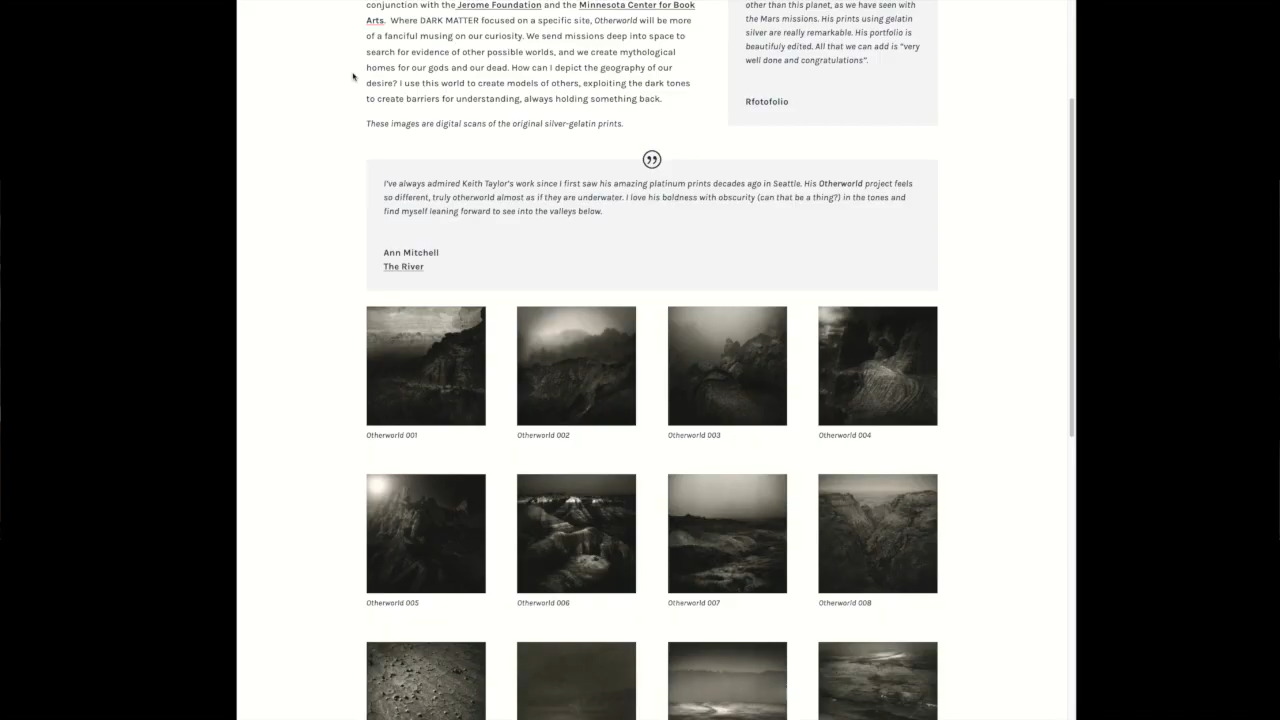 conjunction with the Jerome Foundation and the Minnesota Center for Book
Arts.  Where DARK MATTER focused on a specific site, Otherworld will be more
of a fanciful musing on our curiosity. We send missions deep into space to
search for evidence of other possible worlds, and we create mythological
homes for our gods and our dead. How can I depict the geography of our
desire? I use this world to create models of others, exploiting the dark tones
to create barriers for understanding, always holding something back.
These images are digital scans of the original silver-gelatin prints.
other than this planet, as we have seen with
the Mars missions. His prints using gelatin
silver are really remarkable. His portfolio is
beautifuly edited. All that we can add is “very
well done and congratulations”.
Rfotofolio
I’ve always admired Keith Taylor’s work since I first saw his amazing platinum prints decades ago in Seattle. His Otherworld project feels
so different, truly otherworld almost as if they are underwater. I love his boldness with obscurity (can that be a thing?) in the tones and
find myself leaning forward to see into the valleys below.
Ann Mitchell
The River
Otherworld 001
Otherworld 002
Otherworld 003
Otherworld 004
Otherworld 005
Otherworld 006
Otherworld 007
Otherworld 008